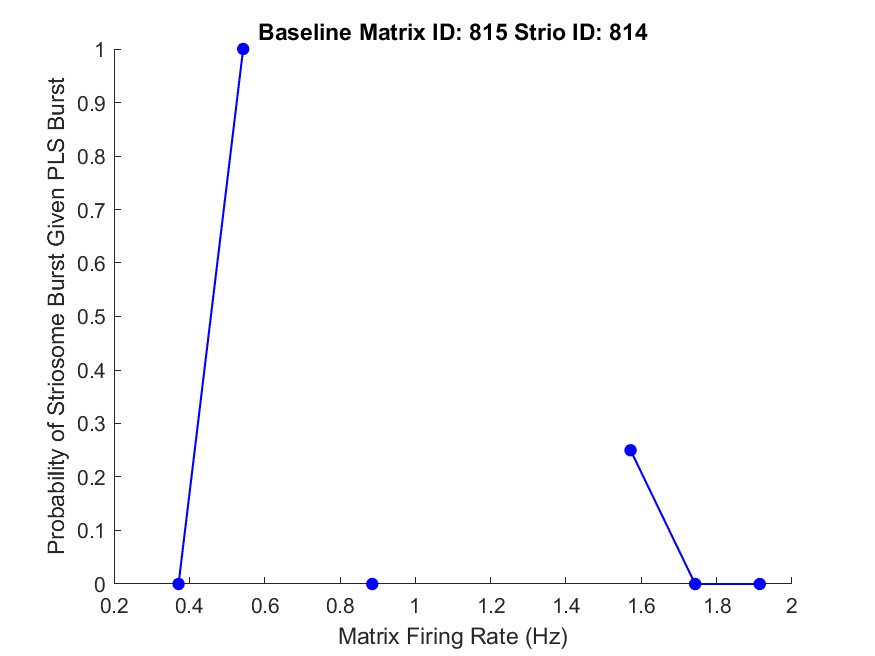 Baseline Matrix ID: 815 Strio ID: 814
Probability of Striosome Burst Given PLS Burst
1
0.9
0.8
0.7
0.6
0.5
0.4
0.3
0.2
0.1
0
0.2 0.4 0.6 0.8 1 1.2 1.4 1.6 1.8 2
Matrix Firing Rate (Hz)